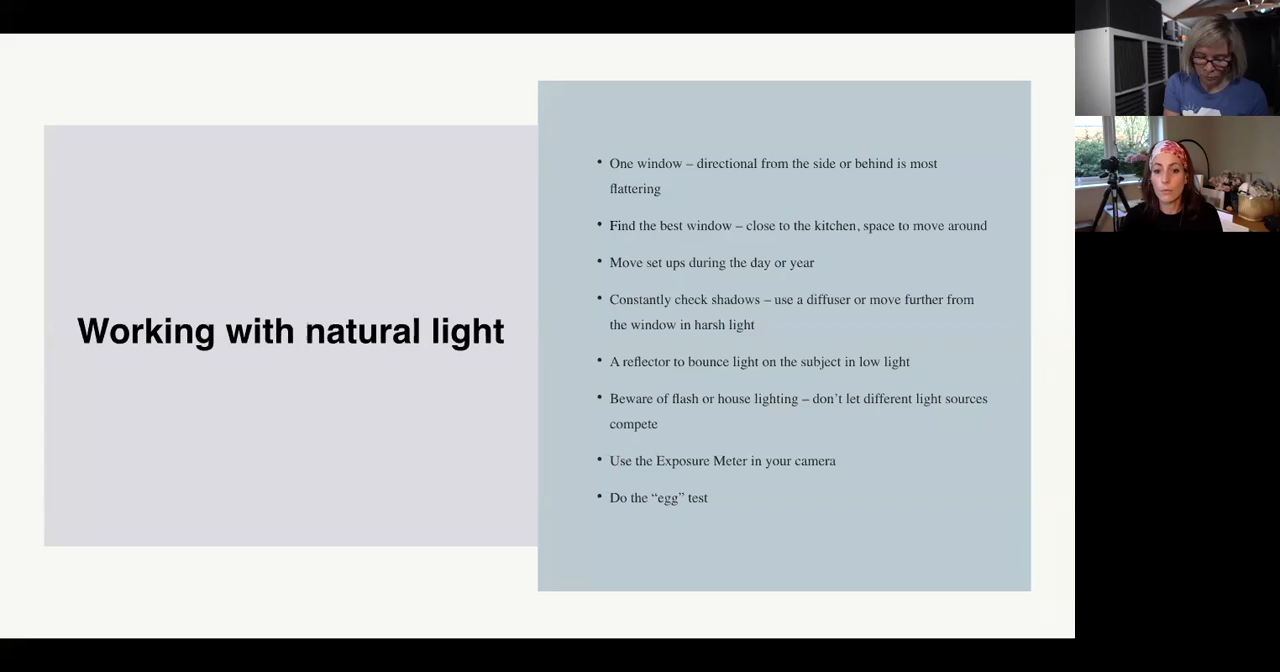 Working with natural light
• One window – directional from the side or behind is most
flattering
• Find the best window – close to the kitchen, space to move around
• Move set ups during the day or year
• Constantly check shadows – use a diffuser or move further from
the window in harsh light
• A reflector to bounce light on the subject in low light
• Beware of flash or house lighting – don’t let different light sources
compete
• Use the Exposure Meter in your camera
• Do the “egg” test